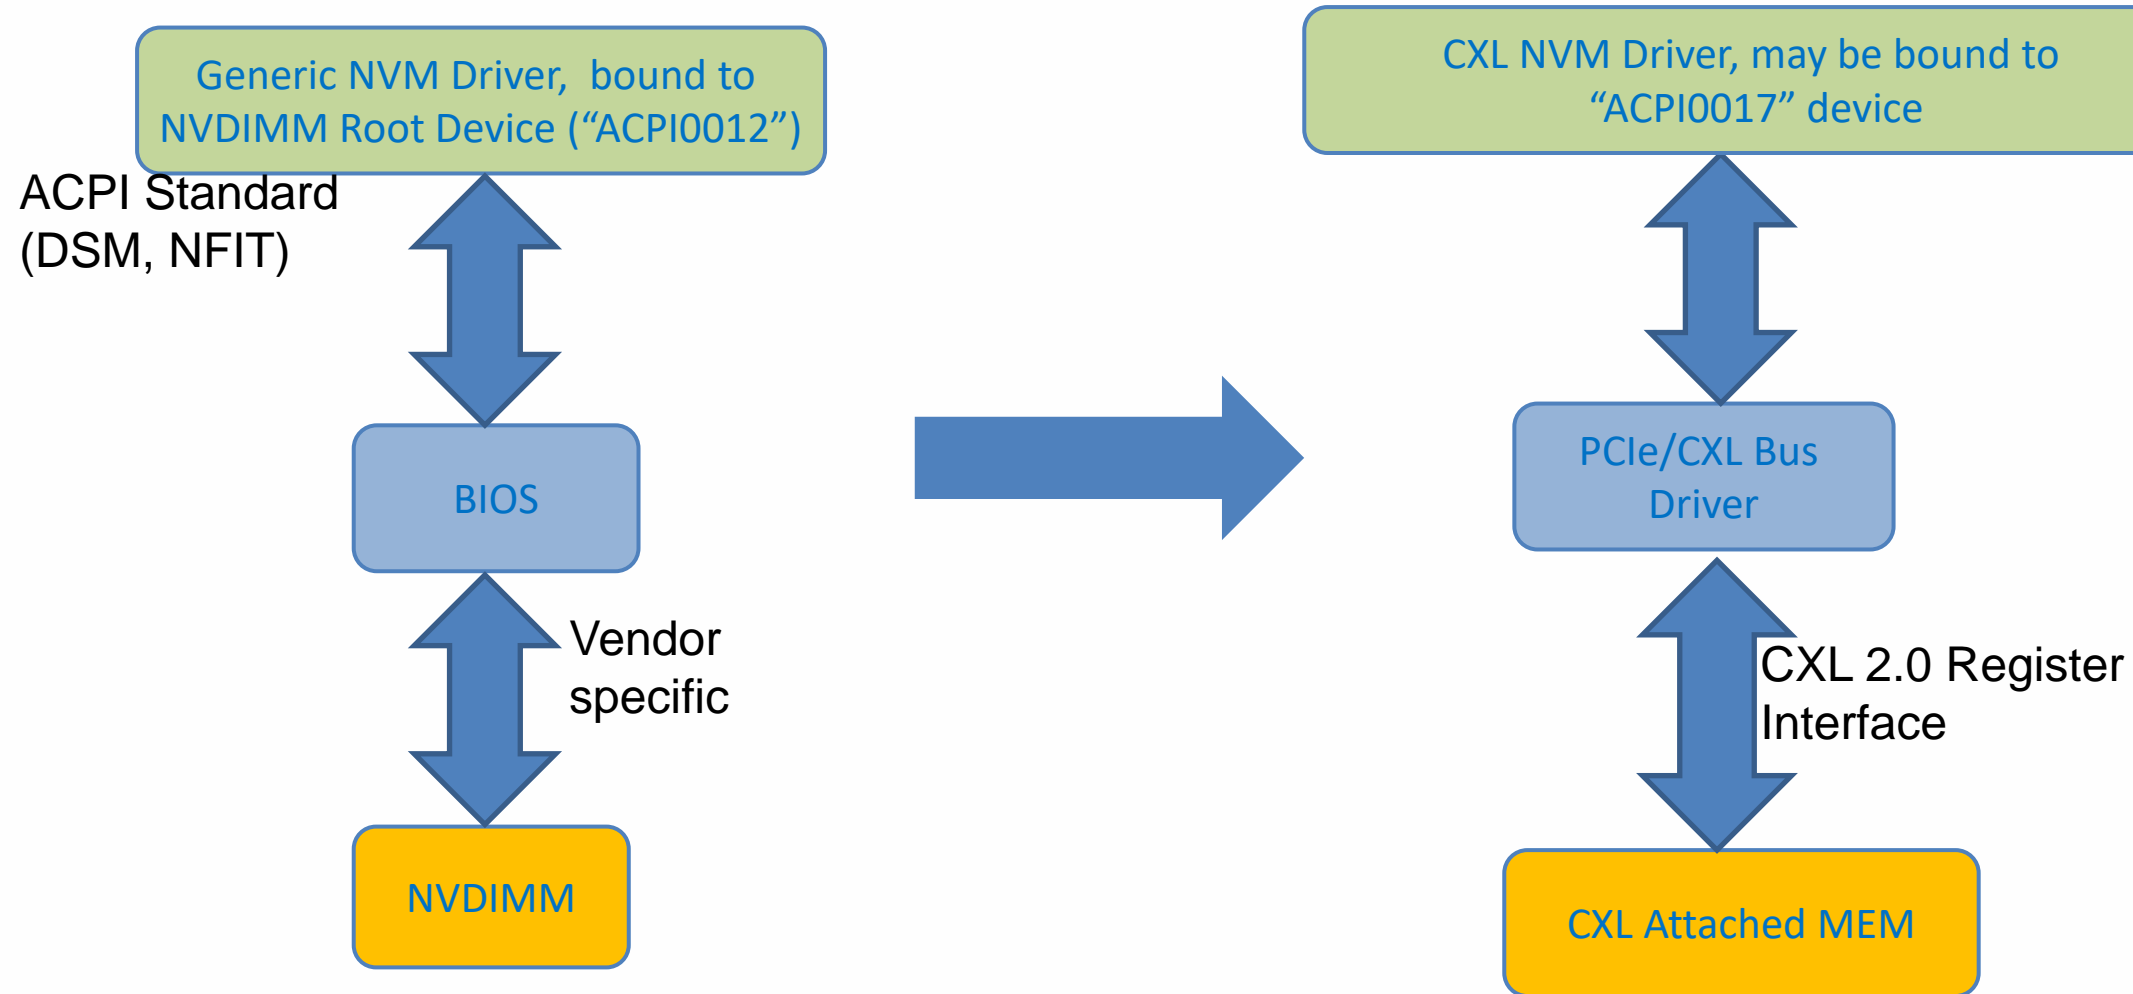 Generic NVM Driver, bound to
NVDIMM Root Device (“ACPI0012”)
ACPI Standard
(DSM, NFIT)
BIOS
Vendor
specific
NVDIMM
CXL NVM Driver, may be bound to
“ACPI0017” device
PCIe/CXL Bus
Driver
CXL 2.0 Register
Interface
CXL Attached MEM